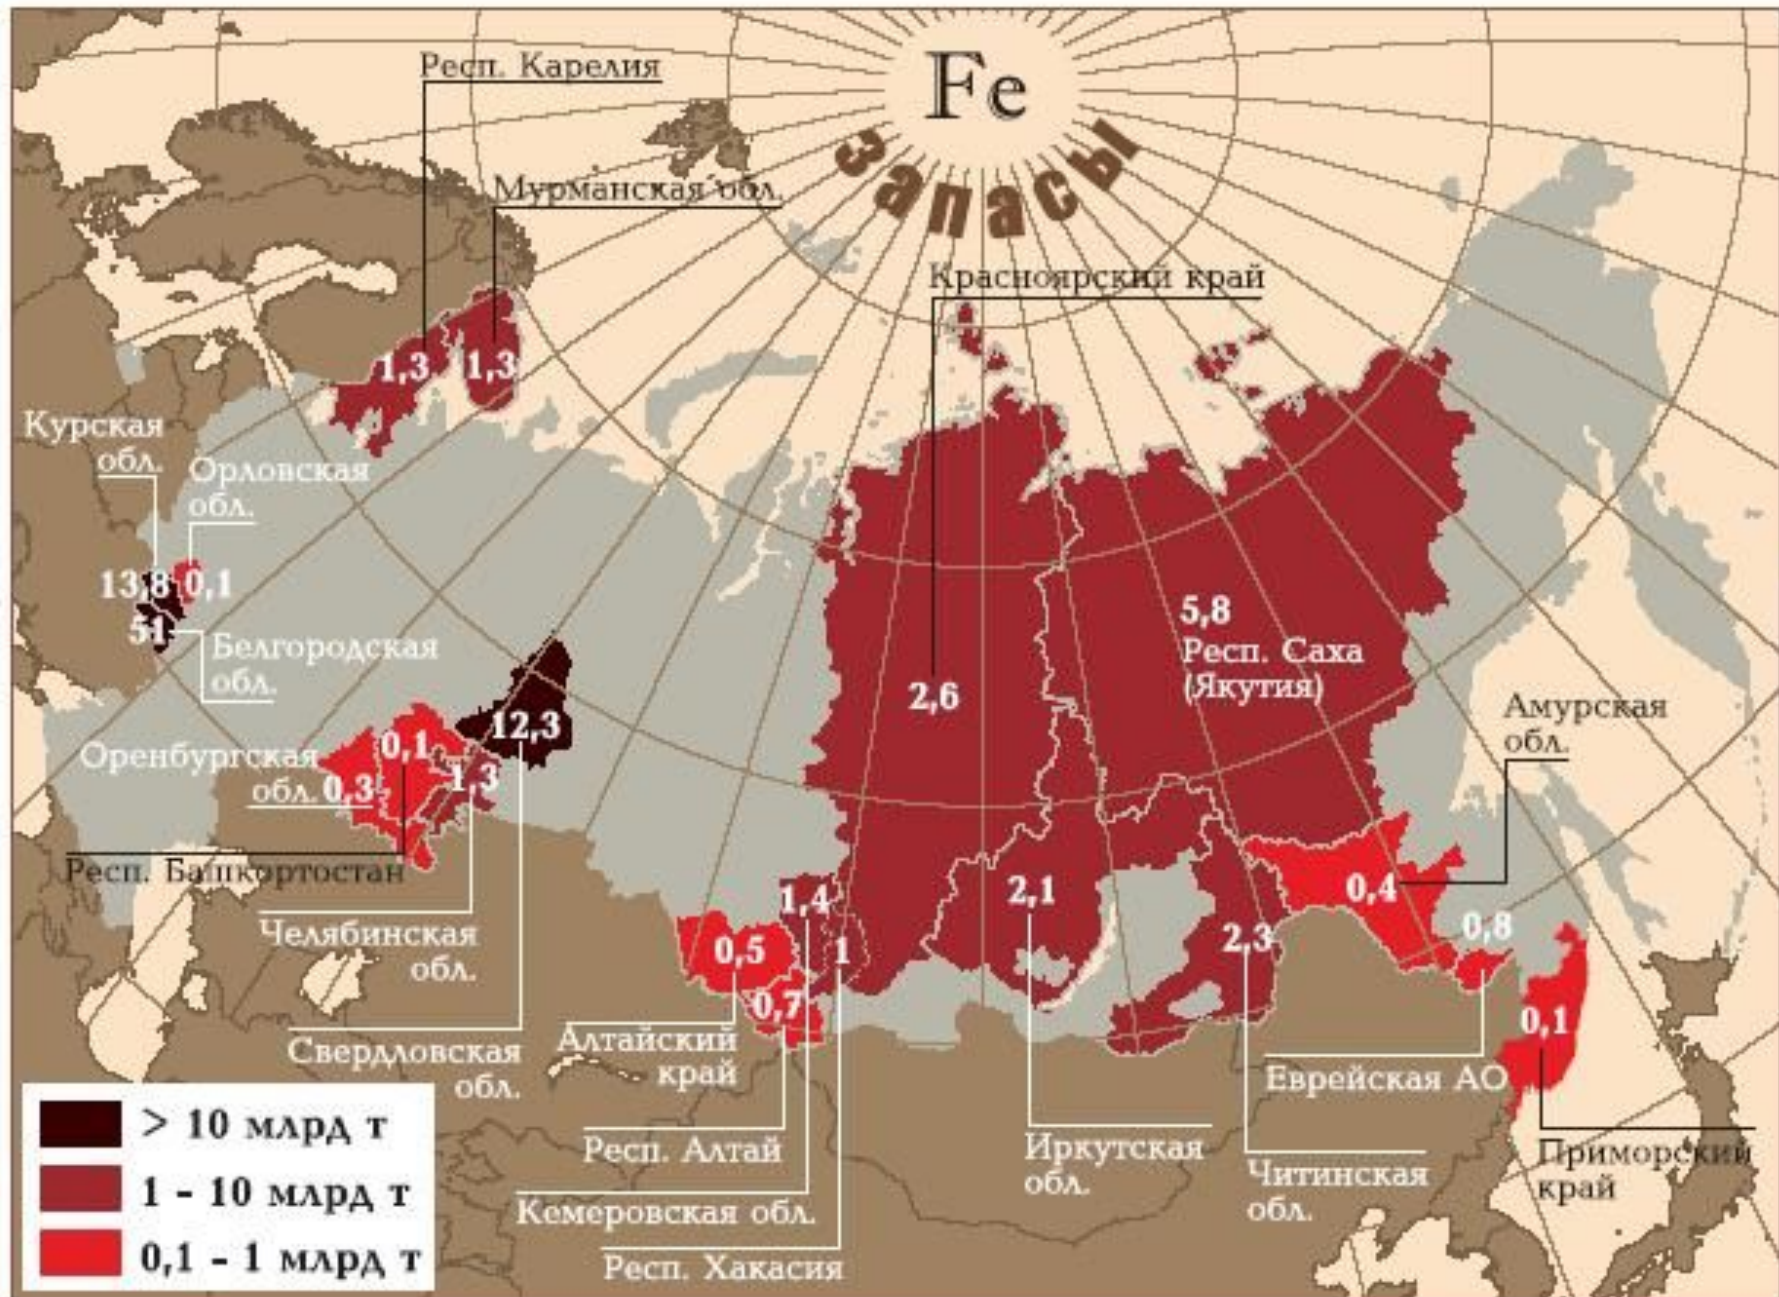 Fe
запасы
Респ. Карелия
Мурманская обл.
Красноярский край
1,3
1,3
Курская
обл.
Орловская
обл.
13,8
0,1
51
Белгородская
обл.
2,6
5,8
Респ. Саха
(Якутия)
Амурская
обл.
12,3
Оренбургская
обл.
0,1
0,3
1,3
Респ. Башкортостан
Челябинская
обл.
Свердловская
обл.
1,4
0,5
1
0,7
2,1
2,3
0,4
0,8
0,1
Алтайский
край
Респ. Алтай
Кемеровская обл.
Респ. Хакасия
Иркутская
обл.
Читинская
обл.
Еврейская АО
Приморский
край
> 10 млрд т
1 - 10 млрд т
0,1 - 1 млрд т